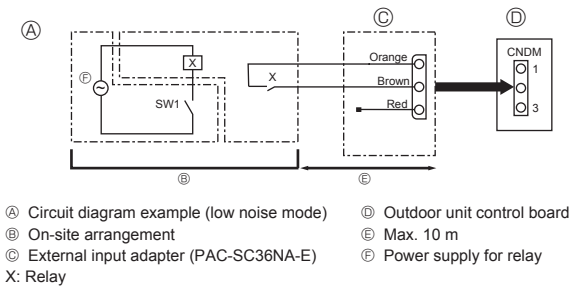 Ⓐ
Ⓒ
Ⓓ
Orange
CNDM
X
X
1
Ⓕ
Brown
SW1
Red
3
Ⓑ
Ⓔ
Ⓐ Circuit diagram example (low noise mode)
Ⓑ On-site arrangement
Ⓒ External input adapter (PAC-SC36NA-E)
X: Relay
Ⓓ Outdoor unit control board
Ⓔ Max. 10 m
Ⓕ Power supply for relay